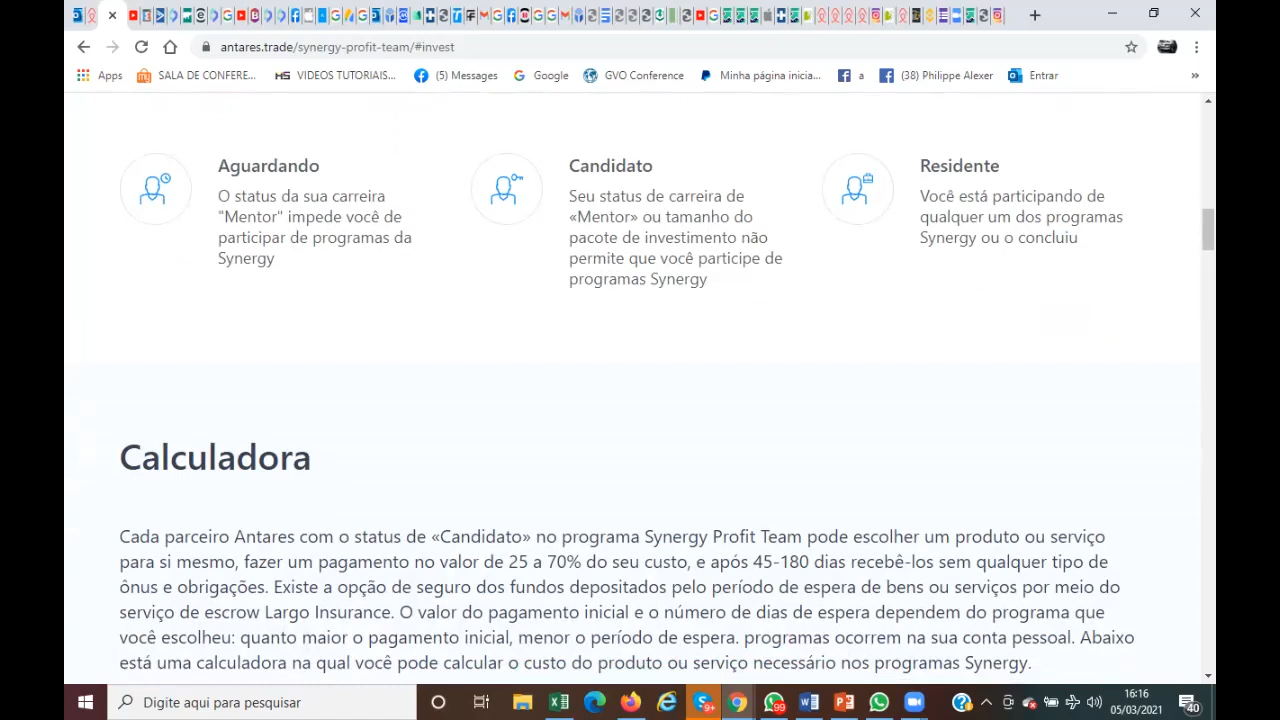 antares.trade/synergy-profit-team/#invest
Apps
SALA DE CONFERE...
HS VIDEOS TUTORIAIS...
(5) Messages
Google
GVO Conference
Minha página inicia...
a
(38) Philippe Alexer
Entrar
»
Aguardando
O status da sua carreira
"Mentor" impede você de
participar de programas da
Synergy
Candidato
Seu status de carreira de
«Mentor» ou tamanho do
pacote de investimento não
permite que você participe de
programas Synergy
Residente
Você está participando de
qualquer um dos programas
Synergy ou o concluiu
Calculadora
Cada parceiro Antares com o status de «Candidato» no programa Synergy Profit Team pode escolher um produto ou serviço
para si mesmo, fazer um pagamento no valor de 25 a 70% do seu custo, e após 45-180 dias recebê-los sem qualquer tipo de
ônus e obrigações. Existe a opção de seguro dos fundos depositados pelo período de espera de bens ou serviços por meio do
serviço de escrow Largo Insurance. O valor do pagamento inicial e o número de dias de espera dependem do programa que
você escolheu: quanto maior o pagamento inicial, menor o período de espera. programas ocorrem na sua conta pessoal. Abaixo
está uma calculadora na qual você pode calcular o custo do produto ou serviço necessário nos programas Synergy.
Digite aqui para pesquisar
9+
99
16:16
05/03/2021
40